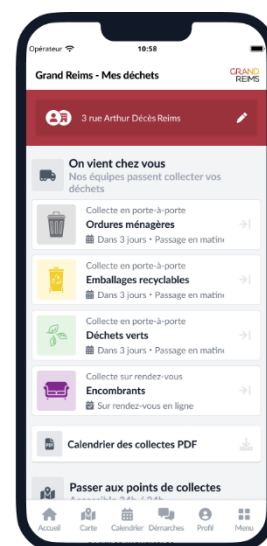 Opérateur 10:58
Grand Reims - Mes déchets
GRAND
REIMS
3 rue Arthur Décès Reims
On vient chez vous
Nos équipes passent collecter vos
déchets
Collecte en porte-à-porte
Ordures ménagères
Dans 3 jours • Passage en matin
Collecte en porte-à-porte
Emballages recyclables
Dans 3 jours • Passage en matin
Collecte en porte-à-porte
Déchets verts
Dans 3 jours • Passage en matin
Collecte sur rendez-vous
Encombrants
Sur rendez-vous en ligne
PDF
Calendrier des collectes PDF
Passer aux points de collectes
Accessible 24h / 24h
Accueil Carte Calendrier Démarches Profil Menu